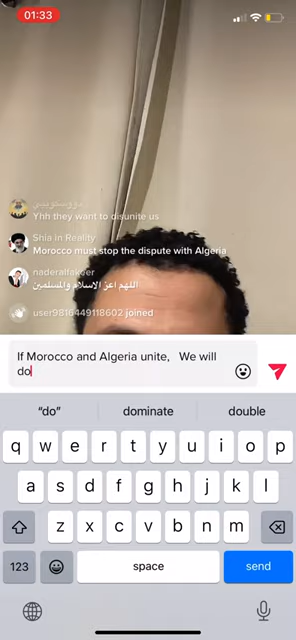 01:33
دوسكويدي
Yhh they want to disunite us
Shia in Reality
Morocco must stop the dispute with Algeria
naderalfakeer
اللهم اعز الاسلام والمسلمين
user9816449118602 joined
If Morocco and Algeria unite, We will
do
"do" dominate double
q w e r t y u i o p
a s d f g h j k l
z x c v b n m
123 space send